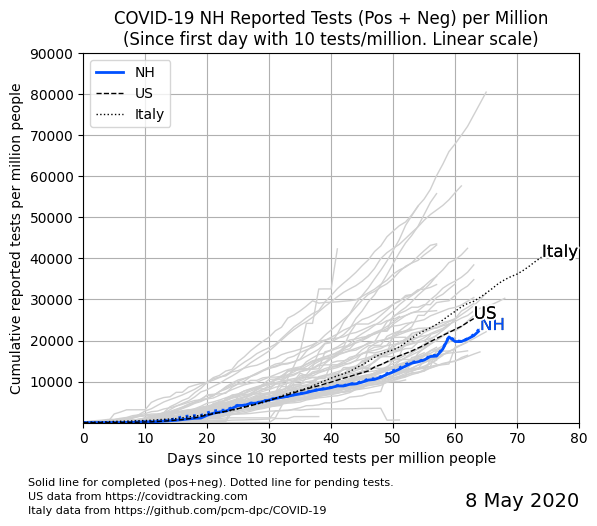 COVID-19 NH Reported Tests (Pos + Neg) per Million
(Since first day with 10 tests/million. Linear scale)
90000
80000
70000
60000
50000
40000
30000
20000
10000
Cumulative reported tests per million people
NH
US
Italy
Italy
US
NH
0 10 20 30 40 50 60 70 80
Days since 10 reported tests per million people
Solid line for completed (pos+neg). Dotted line for pending tests.
US data from https://covidtracking.com
Italy data from https://github.com/pcm-dpc/COVID-19
8 May 2020